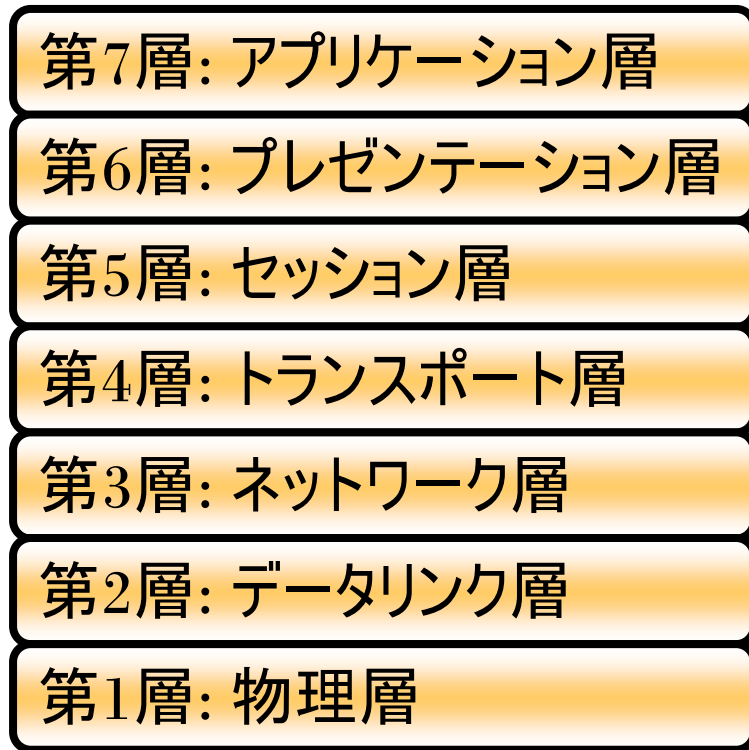 第7層: アプリケーション層
第6層: プレゼンテーション層
第5層: セッション層
第4層: トランスポート層
第3層: ネットワーク層
第2層: データリンク層
第1層: 物理層